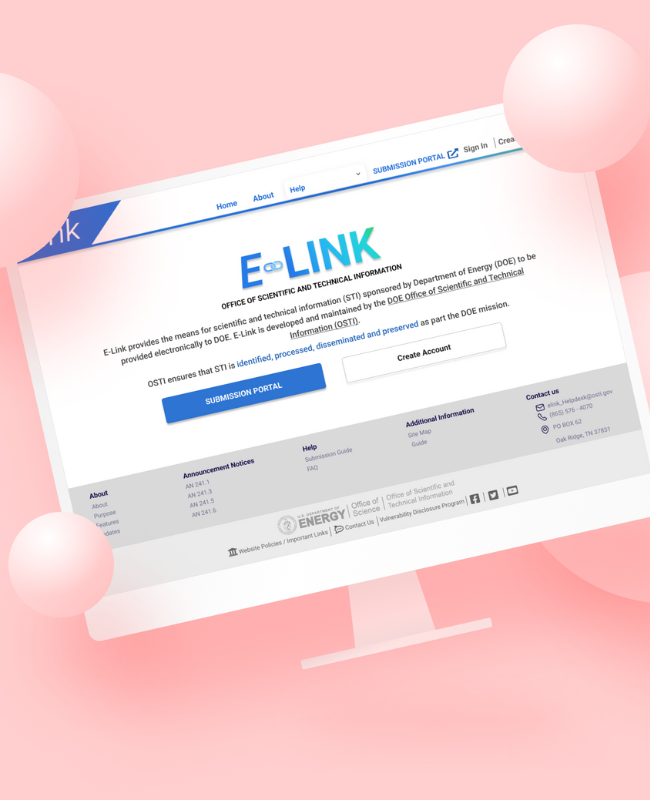 nk
Home About Help SUBMISSION PORTAL Sign In Crea
E-LINK
OFFICE OF SCIENTIFIC AND TECHNICAL INFORMATION
E-Link provides the means for scientific and technical information (STI) sponsored by Department of Energy (DOE) to be
provided electronically to DOE. E-Link is developed and maintained by the DOE Office of Scientific and Technical
Information (OSTI).
OSTI ensures that STI is identified, processed, disseminated and preserved as part the DOE mission.
SUBMISSION PORTAL
Create Account
About
About
Purpose
Features
dates
Announcement Notices
AN 241.1
AN 241.3
AN 241.5
AN 241.6
Help
Submission Guide
FAQ
Additional Information
Site Map
Guide
Contact us
elink_Helpdesk@osti.gov
(865) 576 - 4070
PO BOX 62
Oak Ridge, TN 37831
U.S. DEPARTMENT OF
ENERGY
Office of
Science
Office of Scientific and
Technical Information
Website Policies / Important Links Contact Us Vulnerability Disclosure Program